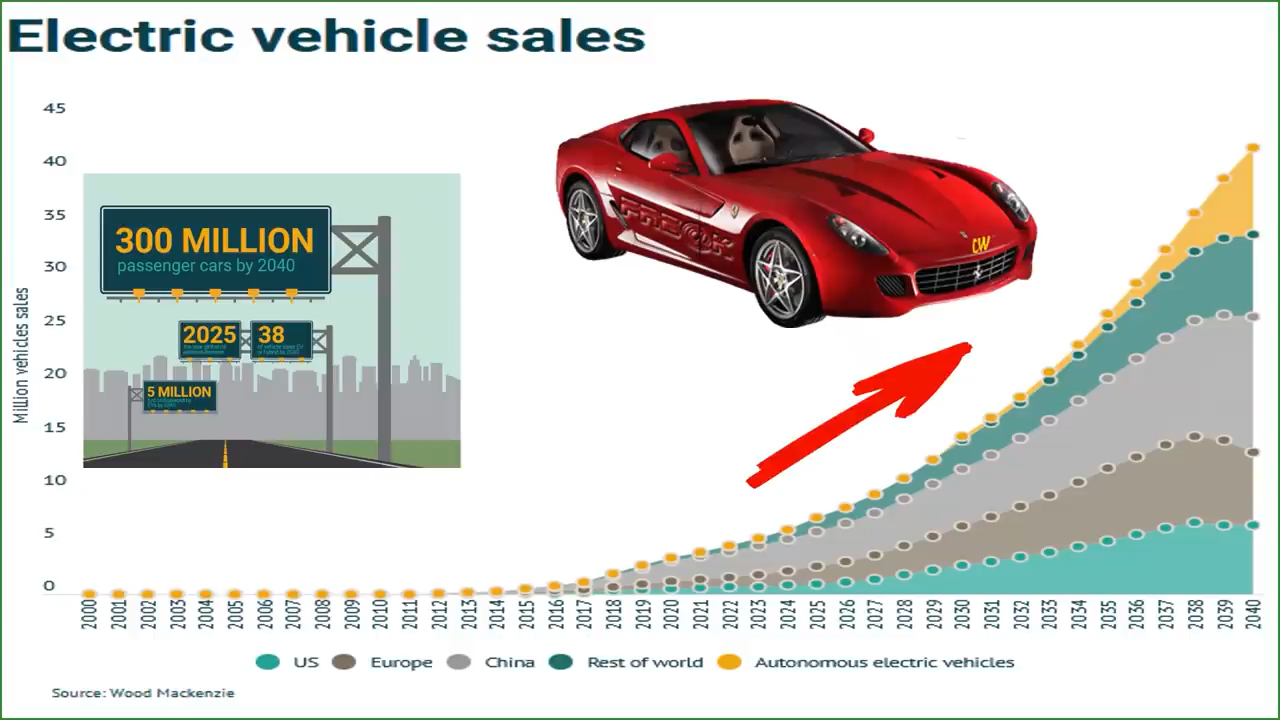 Electric vehicle sales
45
40
35
30
25
20
15
10
5
0
Million vehicles sales
300 MILLION
passenger cars by 2040
2025
38
5 MILLION
FREAK
CW
2000 2001 2002 2003 2004 2005 2006 2007 2008 2009 2010 2011 2012 2013 2014 2015 2016 2017 2018 2019 2020 2021 2022 2023 2024 2025 2026 2027 2028 2029 2030 2031 2032 2033 2034 2035 2036 2037 2038 2039 2040
US Europe China Rest of world Autonomous electric vehicles
Source: Wood Mackenzie